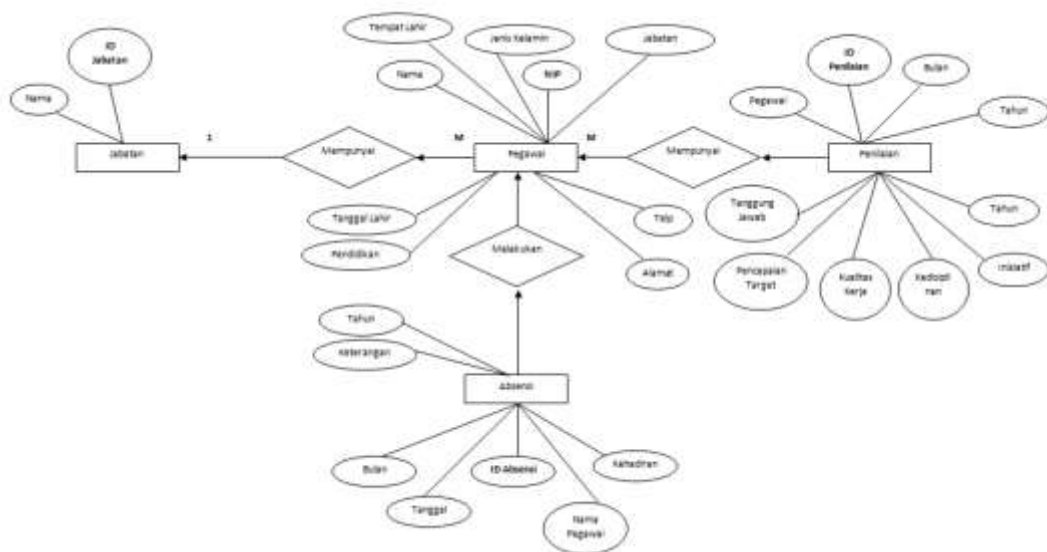 Tempat Lahir
Jenis Kelamin
Jabatan
ID
Jabatan
Nama
Nama
NIP
ID
Penilaian
Bulan
Pegawai
Tahun
Jabatan
1
Mempunyai
M
Pegawai
M
Mempunyai
Penilaian
Tanggal Lahir
Pendidikan
Melakukan
Telp
Alamat
Tanggung
Jawab
Tahun
Pencapaian
Target
Kualitas
Kerja
Kedisipli
nan
Inisiatif
Tahun
Keterangan
Absensi
Bulan
ID Absensi
Kehadiran
Tanggal
Nama
Pegawai